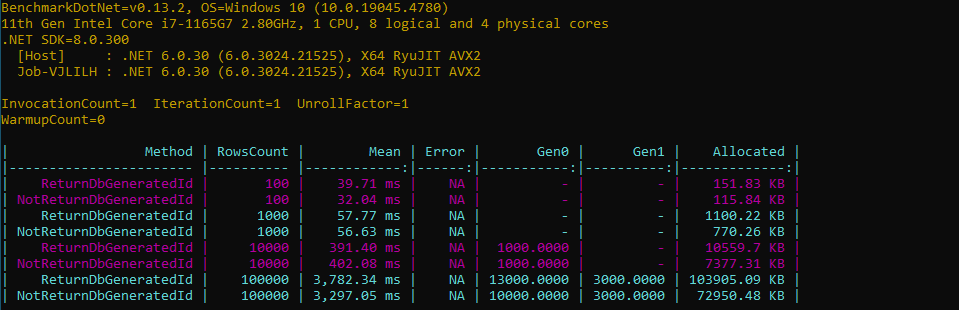 BenchmarkDotNet=v0.13.2, OS=Windows 10 (10.0.19045.4780)
11th Gen Intel Core i7-1165G7 2.80GHz, 1 CPU, 8 logical and 4 physical cores
.NET SDK=8.0.300
  [Host]     : .NET 6.0.30 (6.0.3024.21525), X64 RyuJIT AVX2
  Job-VJLILH : .NET 6.0.30 (6.0.3024.21525), X64 RyuJIT AVX2
InvocationCount=1  IterationCount=1  UnrollFactor=1
WarmupCount=0
|                 Method | RowsCount |        Mean | Error |       Gen0 |      Gen1 |    Allocated |
|----------------------- |---------- |------------:|------:|-----------:|----------:|-------------:|
|    ReturnDbGeneratedId |       100 |    39.71 ms |    NA |          - |         - |    151.83 KB |
| NotReturnDbGeneratedId |       100 |    32.04 ms |    NA |          - |         - |    115.84 KB |
|    ReturnDbGeneratedId |      1000 |    57.77 ms |    NA |          - |         - |   1100.22 KB |
| NotReturnDbGeneratedId |      1000 |    56.63 ms |    NA |          - |         - |    770.26 KB |
|    ReturnDbGeneratedId |     10000 |   391.40 ms |    NA |  1000.0000 |         - |   10559.7 KB |
| NotReturnDbGeneratedId |     10000 |   402.08 ms |    NA |  1000.0000 |         - |   7377.31 KB |
|    ReturnDbGeneratedId |    100000 | 3,782.34 ms |    NA | 13000.0000 | 3000.0000 | 103905.09 KB |
| NotReturnDbGeneratedId |    100000 | 3,297.05 ms |    NA | 10000.0000 | 3000.0000 |  72950.48 KB |